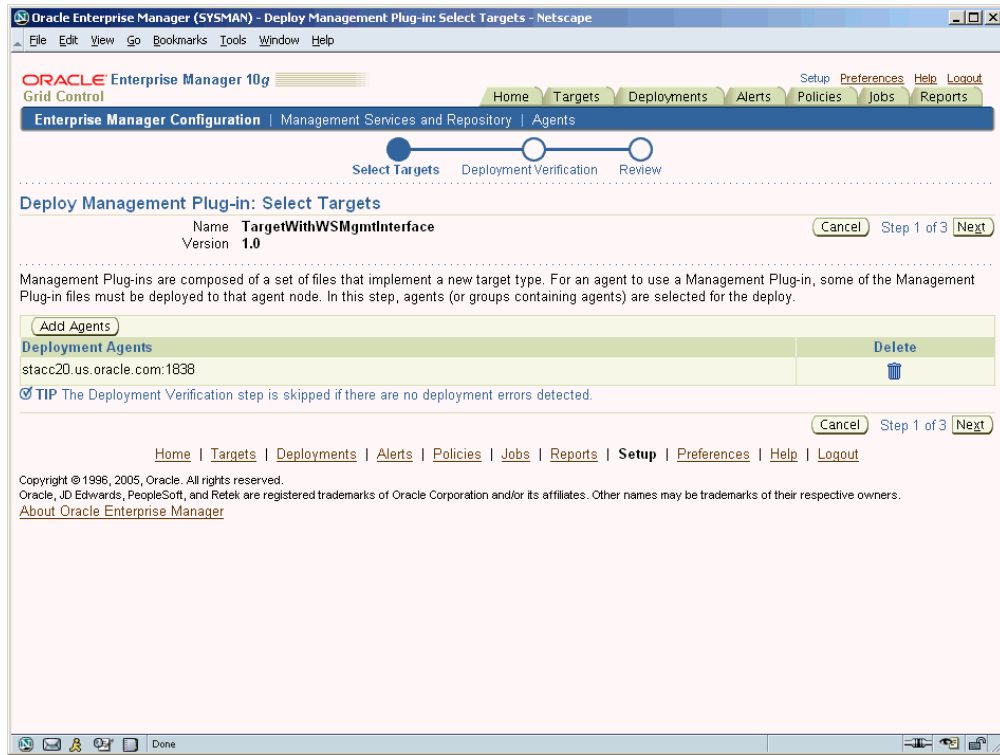 Oracle Enterprise Manager (SYSMAN) - Deploy Management Plug-in: Select Targets - Netscape
File Edit View Go Bookmarks Tools Window Help
ORACLE Enterprise Manager 10g
Grid Control
Setup Preferences Help Logout
Home Targets Deployments Alerts Policies Jobs Reports
Enterprise Manager Configuration | Management Services and Repository | Agents
Select Targets Deployment Verification Review
Deploy Management Plug-in: Select Targets
Name TargetWithWSMgmtInterface
Version 1.0
Cancel Step 1 of 3 Next
Management Plug-ins are composed of a set of files that implement a new target type. For an agent to use a Management Plug-in, some of the Management
Plug-in files must be deployed to that agent node. In this step, agents (or groups containing agents) are selected for the deploy.
Add Agents
Deployment Agents Delete
stacc20.us.oracle.com:1838
TIP The Deployment Verification step is skipped if there are no deployment errors detected.
Cancel Step 1 of 3 Next
Home | Targets | Deployments | Alerts | Policies | Jobs | Reports | Setup | Preferences | Help | Logout
Copyright © 1996, 2005, Oracle. All rights reserved.
Oracle, JD Edwards, PeopleSoft, and Retek are registered trademarks of Oracle Corporation and/or its affiliates. Other names may be trademarks of their respective owners.
About Oracle Enterprise Manager
Done